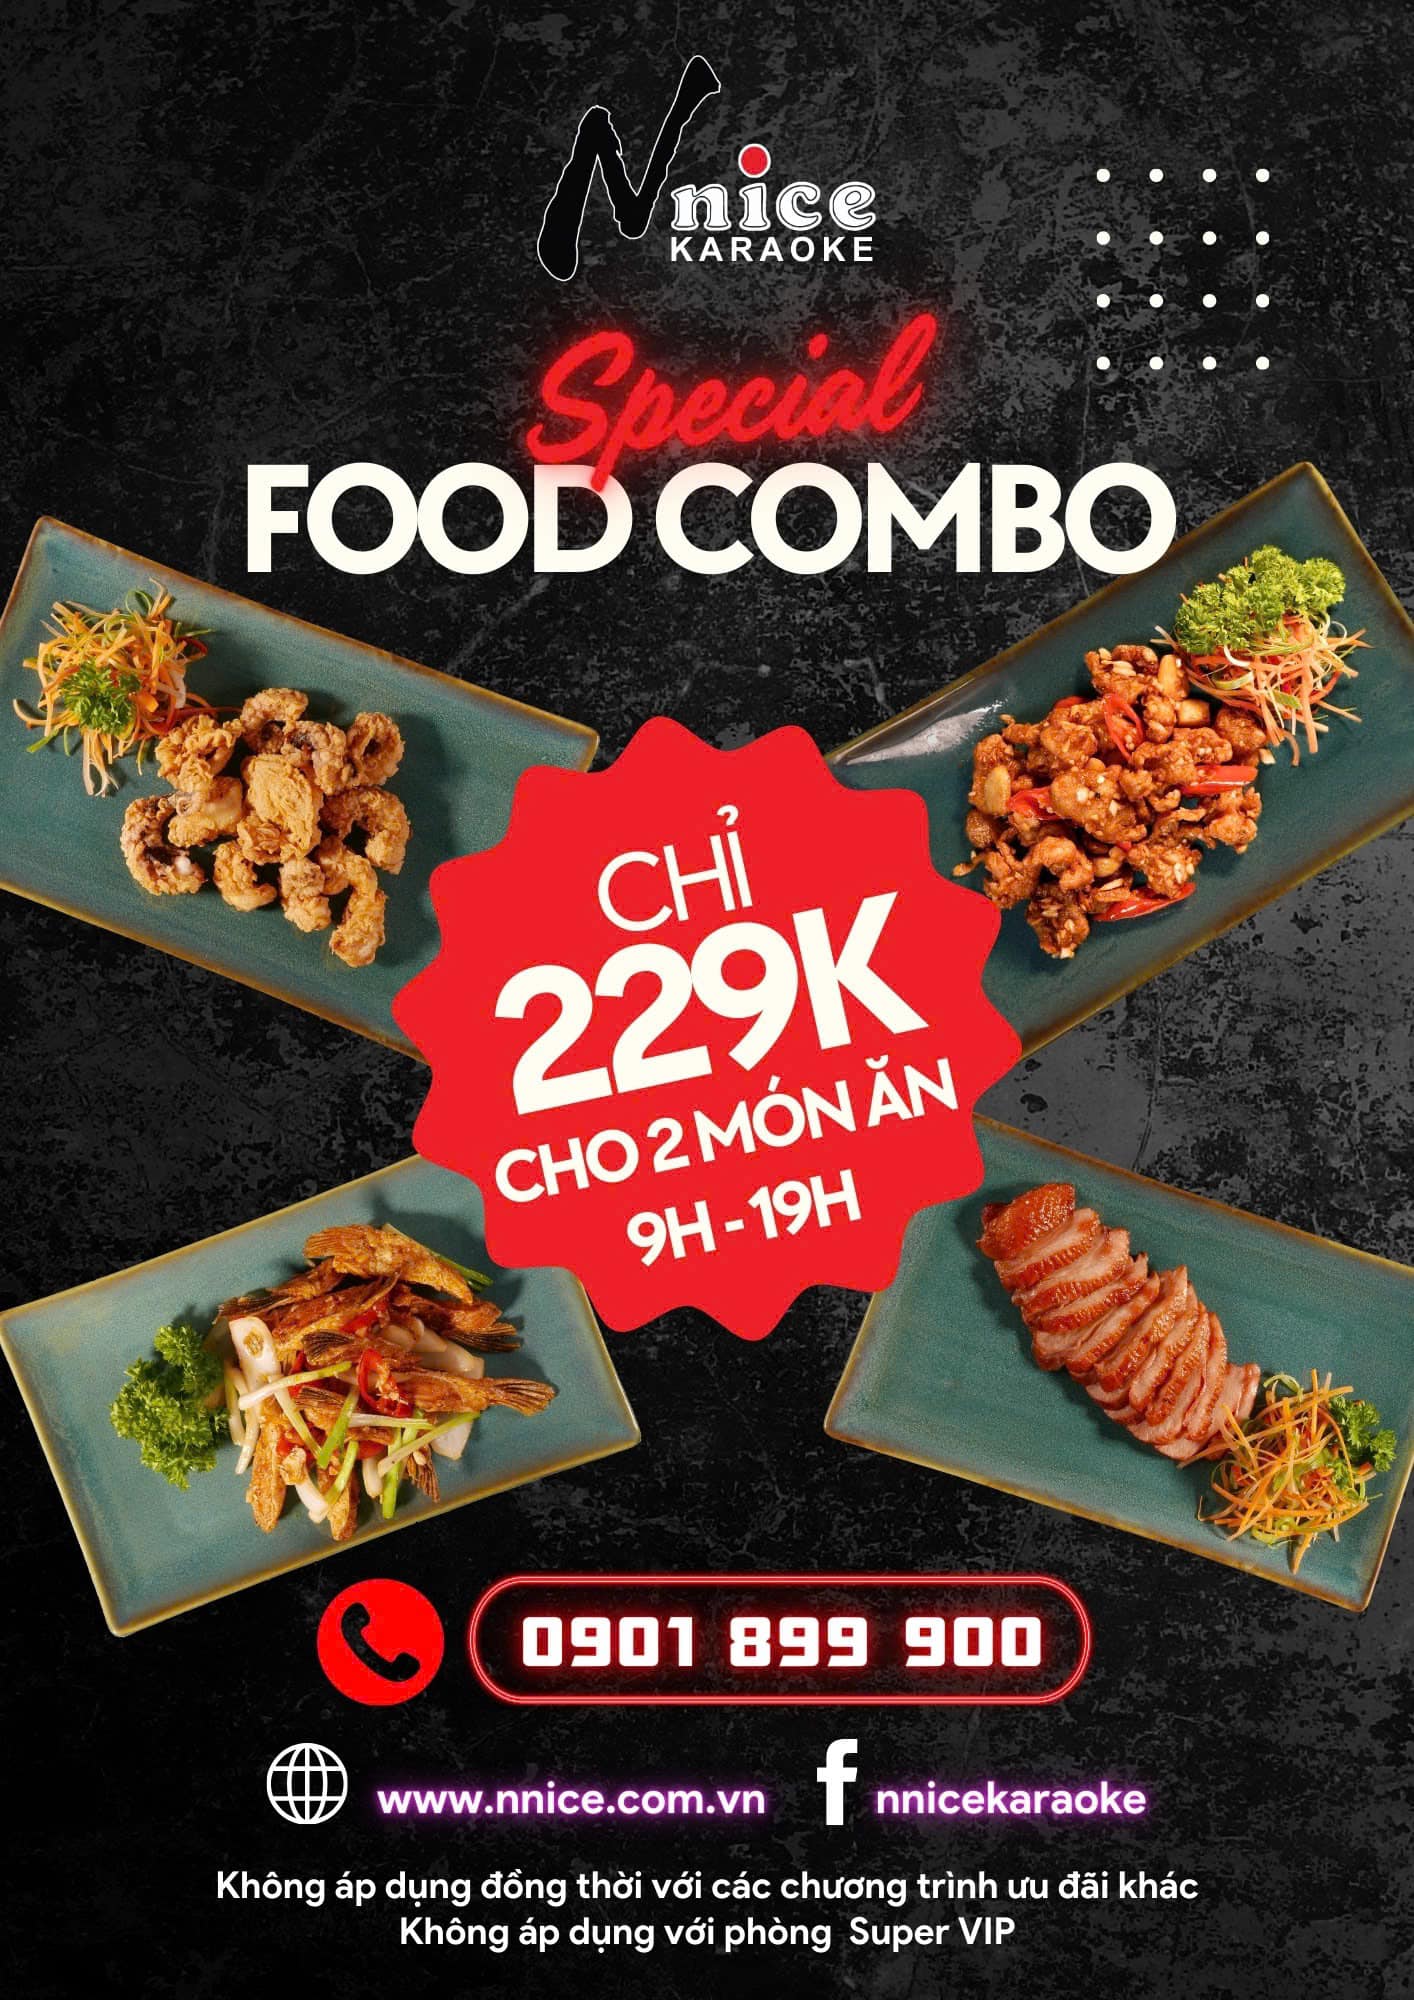 Nnice
KARAOKE
Special
FOOD COMBO
CHỈ
229K
CHO 2 MÓN ĂN
9H - 19H
0901 899 900
www.nnice.com.vn
nnicekaraoke
Không áp dụng đồng thời với các chương trình ưu đãi khác
Không áp dụng với phòng Super VIP